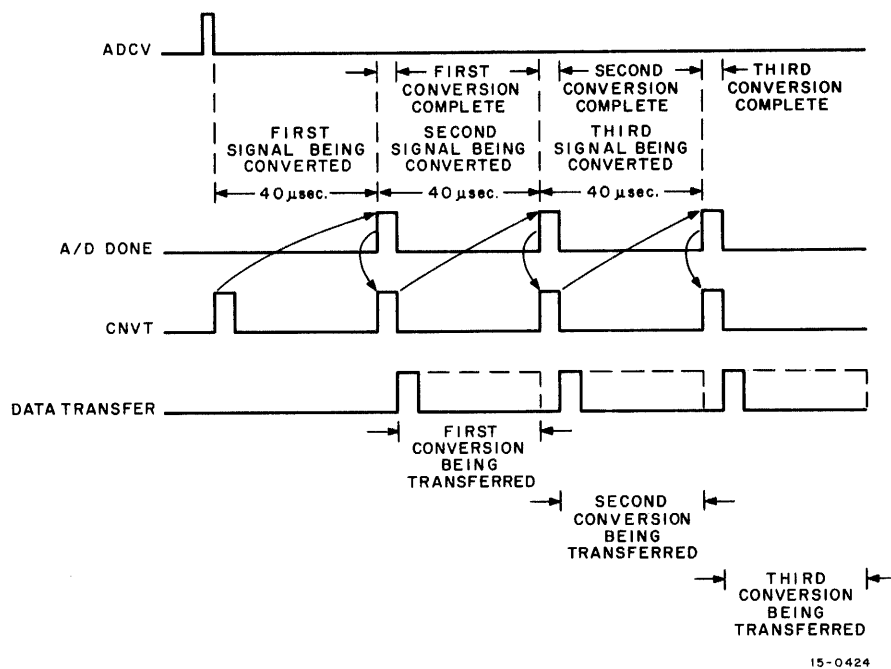 ADCV
FIRST
CONVERSION
COMPLETE
SECOND
CONVERSION
COMPLETE
THIRD
CONVERSION
COMPLETE
FIRST
SIGNAL BEING
CONVERTED
SECOND
SIGNAL BEING
CONVERTED
THIRD
SIGNAL BEING
CONVERTED
40 μsec.
40 μsec.
40 μsec.
A/D DONE
CNVT
DATA TRANSFER
FIRST
CONVERSION
BEING
TRANSFERRED
SECOND
CONVERSION
BEING
TRANSFERRED
THIRD
CONVERSION
BEING
TRANSFERRED
15-0424